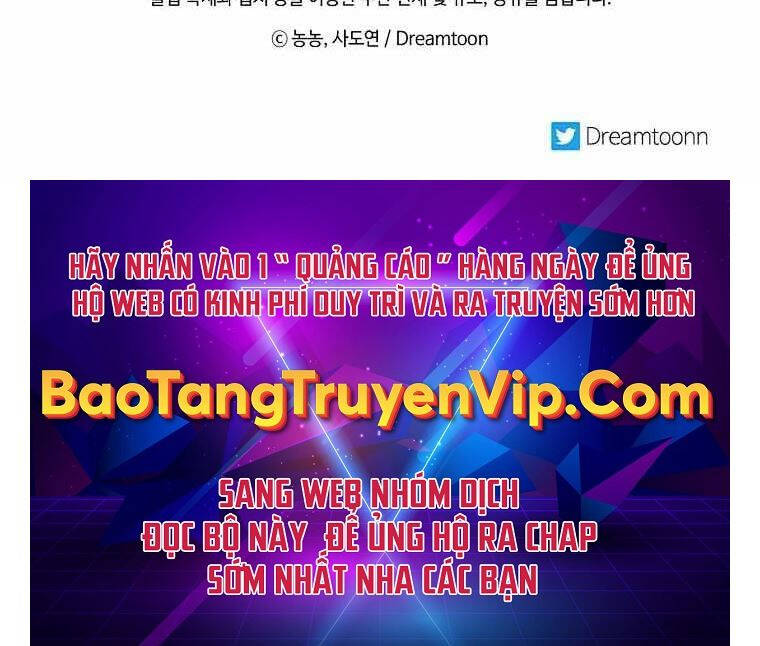 ⓒ 농농, 사도연 / Dreamtoon
Dreamtoonn
HÃY NHẤN VÀO 1 “ QUẢNG CÁO ” HÀNG NGÀY ĐỂ ỦNG
HỘ WEB CÓ KINH PHÍ DUY TRÌ VÀ RA TRUYỆN SỚM HƠN
BaoTangTruyenVip.Com
SANG WEB NHÓM DỊCH
ĐỌC BỘ NÀY ĐỂ ỦNG HỘ RA CHAP
SỚM NHẤT NHA CÁC BẠN